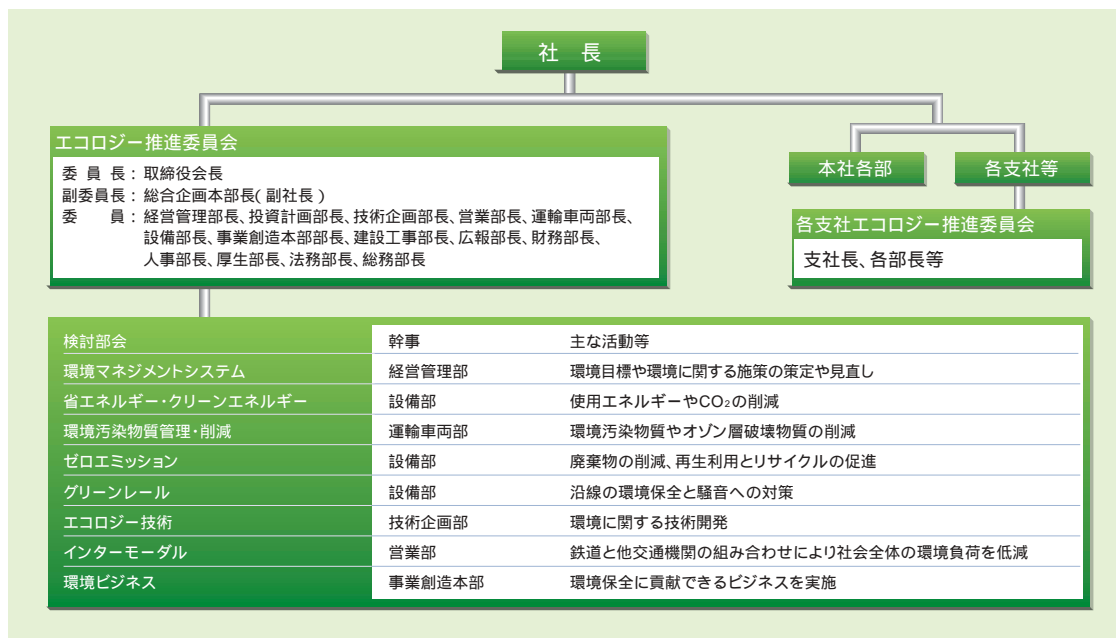 社　長
エコロジー推進委員会
委 員 長：取締役会長
副委員長：総合企画本部長（副社長）
委　　員：経営管理部長、投資計画部長、技術企画部長、営業部長、運輸車両部長、
設備部長、事業創造本部部長、建設工事部長、広報部長、財務部長、
人事部長、厚生部長、法務部長、総務部長
本社各部
各支社等
各支社エコロジー推進委員会
支社長、各部長等
検討部会　幹事　主な活動等
環境マネジメントシステム　経営管理部　環境目標や環境に関する施策の策定や見直し
省エネルギー・クリーンエネルギー　設備部　使用エネルギーやCO₂の削減
環境汚染物質管理・削減　運輸車両部　環境汚染物質やオゾン層破壊物質の削減
ゼロエミッション　設備部　廃棄物の削減、再生利用とリサイクルの促進
グリーンレール　設備部　沿線の環境保全と騒音への対策
エコロジー技術　技術企画部　環境に関する技術開発
インターモーダル　営業部　鉄道と他交通機関の組み合わせにより社会全体の環境負荷を低減
環境ビジネス　事業創造本部　環境保全に貢献できるビジネスを実施